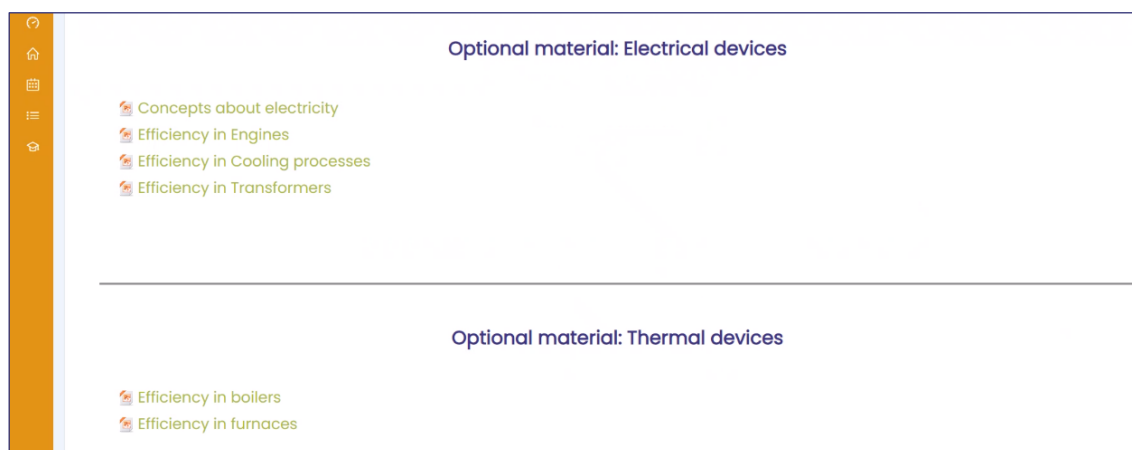 Optional material: Electrical devices
Concepts about electricity
Efficiency in Engines
Efficiency in Cooling processes
Efficiency in Transformers
Optional material: Thermal devices
Efficiency in boilers
Efficiency in furnaces